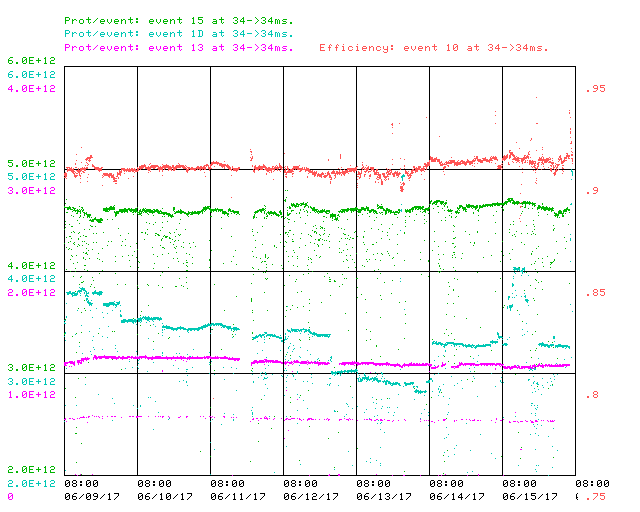 Prot/event: event 15 at 34->34ms.
Prot/event: event 1D at 34->34ms.
Prot/event: event 13 at 34->34ms. Efficiency: event 10 at 34->34ms.
6.0E+12
6.0E+12
4.0E+12
.95
5.0E+12
5.0E+12
3.0E+12
.9
4.0E+12
4.0E+12
2.0E+12
.85
3.0E+12
3.0E+12
1.0E+12
.8
2.0E+12
2.0E+12
0
.75
08:00 08:00 08:00 08:00 08:00 08:00 08:00 08:00
06/09/17 06/10/17 06/11/17 06/12/17 06/13/17 06/14/17 06/15/17